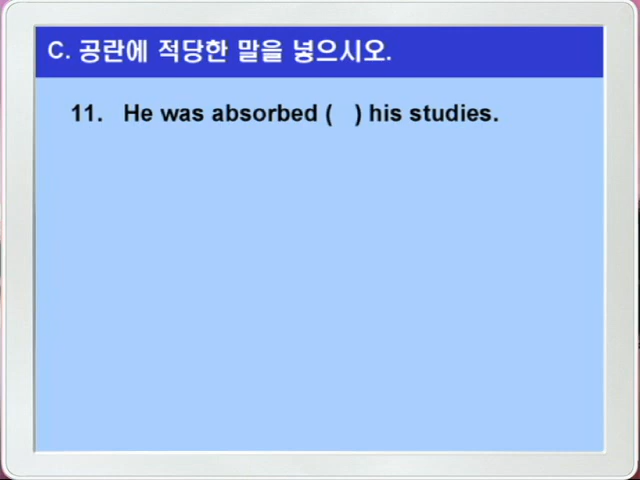 C. 공란에 적당한 말을 넣으시오.
11. He was absorbed ( ) his studies.